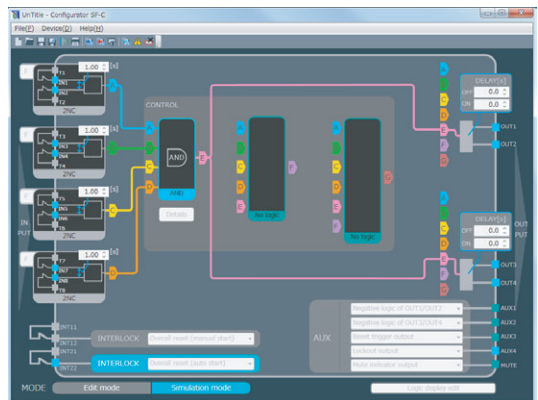 UnTitle - Configurator SF-C
File(F) Device(D) Help(H)
T1 1.00 [s]
IN1
IN2
T2
2NC
A
T3 1.00 [s]
IN3
IN4
T4
2NC
T5 1.00 [s]
IN5
IN6
T6
2NC
C
T7 1.00 [s]
IN7
IN8
T8
2NC
D
IN
PUT
CONTROL
A
B
C
D
AND
AND
Details
E
A
B
C
D
E
No logic
F
A
B
C
D
E
F
No logic
G
A
B
C
D
E
F
G
DELAY[s]
OFF 0.0
ON 0.0
OUT1
OUT2
A
B
C
D
E
F
G
DELAY[s]
OFF 0.0
ON 0.0
OUT3
OUT4
OUT
PUT
INT11
INT12
INTERLOCK Overall reset (manual start)
INT21
INT22
INTERLOCK Overall reset (auto start)
AUX
Negative logic of OUT1/OUT2 AUX1
Negative logic of OUT3/OUT4 AUX2
Reset trigger output AUX3
Lockout output AUX4
Mute indicator output MUTE
MODE Edit mode Simulation mode Logic display edit